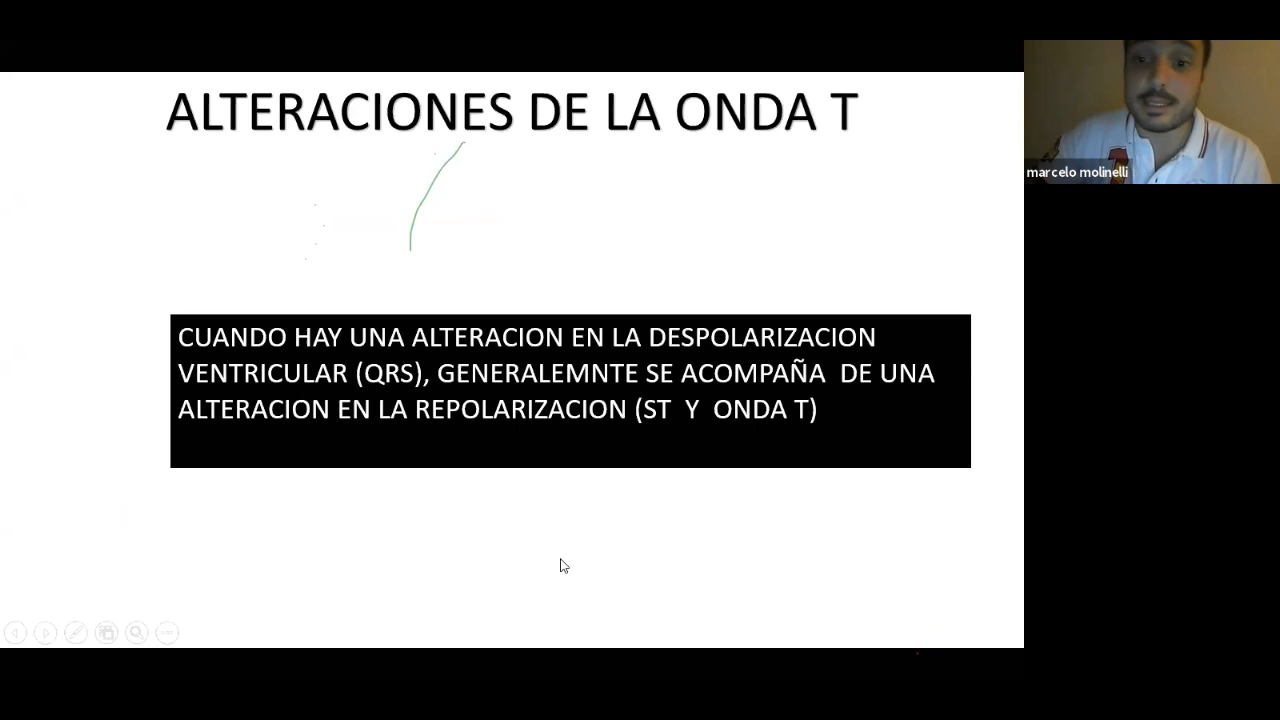 ALTERACIONES DE LA ONDA T
marcelo molinelli
CUANDO HAY UNA ALTERACION EN LA DESPOLARIZACION
VENTRICULAR (QRS), GENERALEMNTE SE ACOMPAÑA DE UNA
ALTERACION EN LA REPOLARIZACION (ST Y ONDA T)